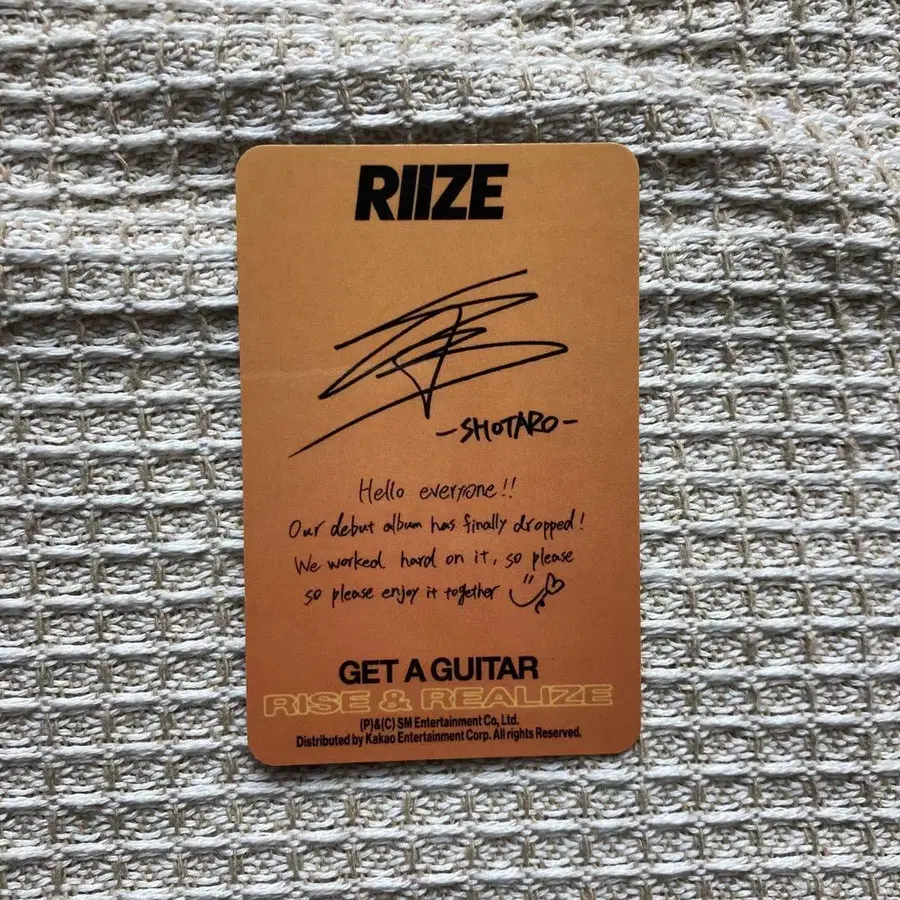 RIIZE
-SHOTARO-
Hello everyone!!
Our debut album has finally dropped!
We worked hard on it, so please
so please enjoy it together
GET A GUITAR
RISE & REALIZE
(P)&(C) SM Entertainment Co., Ltd.
Distributed by Kakao Entertainment Corp. All rights Reserved.